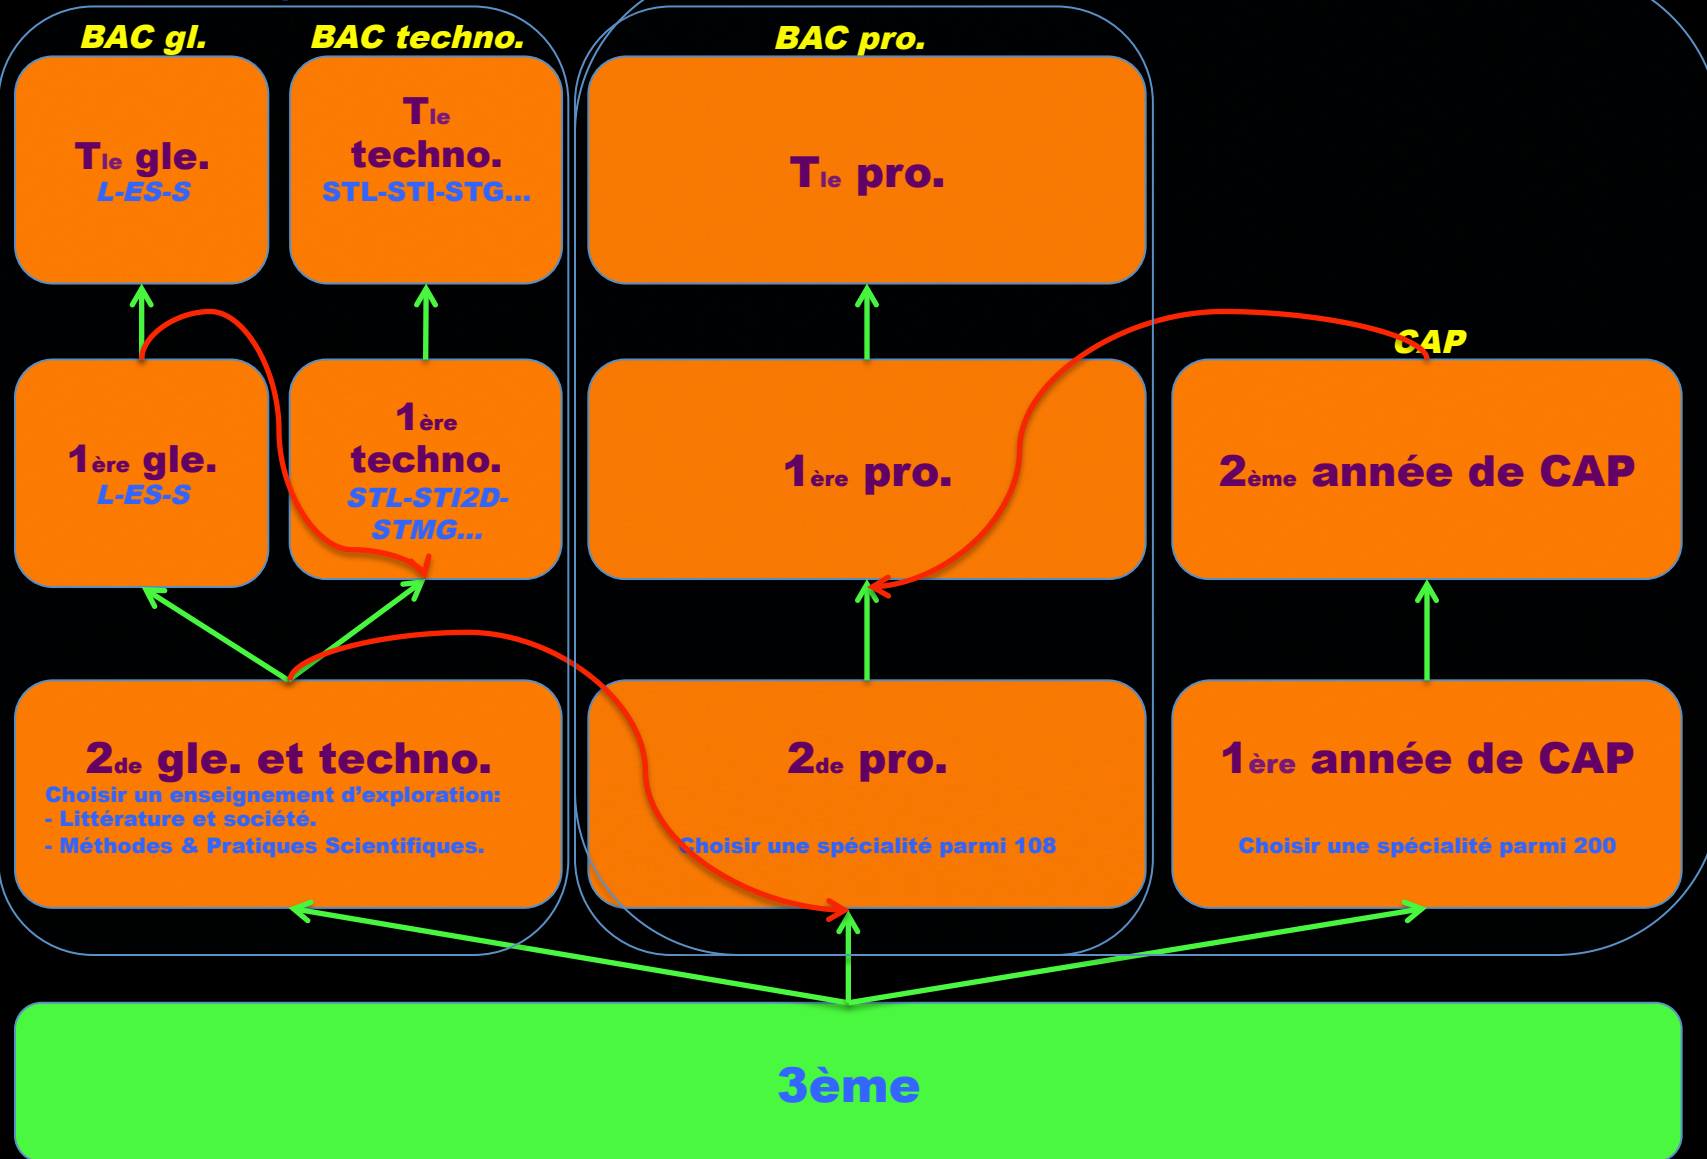 BAC gl.
BAC techno.
BAC pro.
Tle gle.
L-ES-S
Tle
techno.
STL-STI-STG...
Tle pro.
CAP
1ère gle.
L-ES-S
1ère
techno.
STL-STI2D-
STMG...
1ère pro.
2ème année de CAP
2de gle. et techno.
Choisir un enseignement d’exploration:
- Littérature et société.
- Méthodes & Pratiques Scientifiques.
2de pro.
Choisir une spécialité parmi 108
1ère année de CAP
Choisir une spécialité parmi 200
3ème